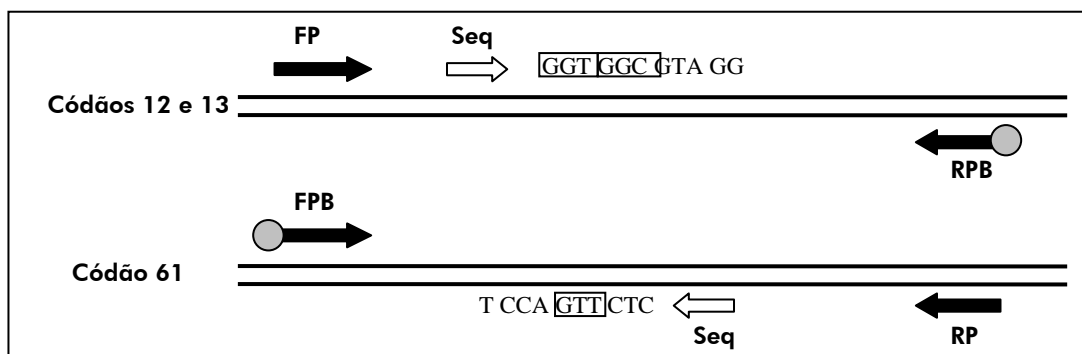 FP Seq GGT GGC GTA GG
Códãos 12 e 13
RPB
FPB
Códão 61
T CCA GTT CTC
Seq RP